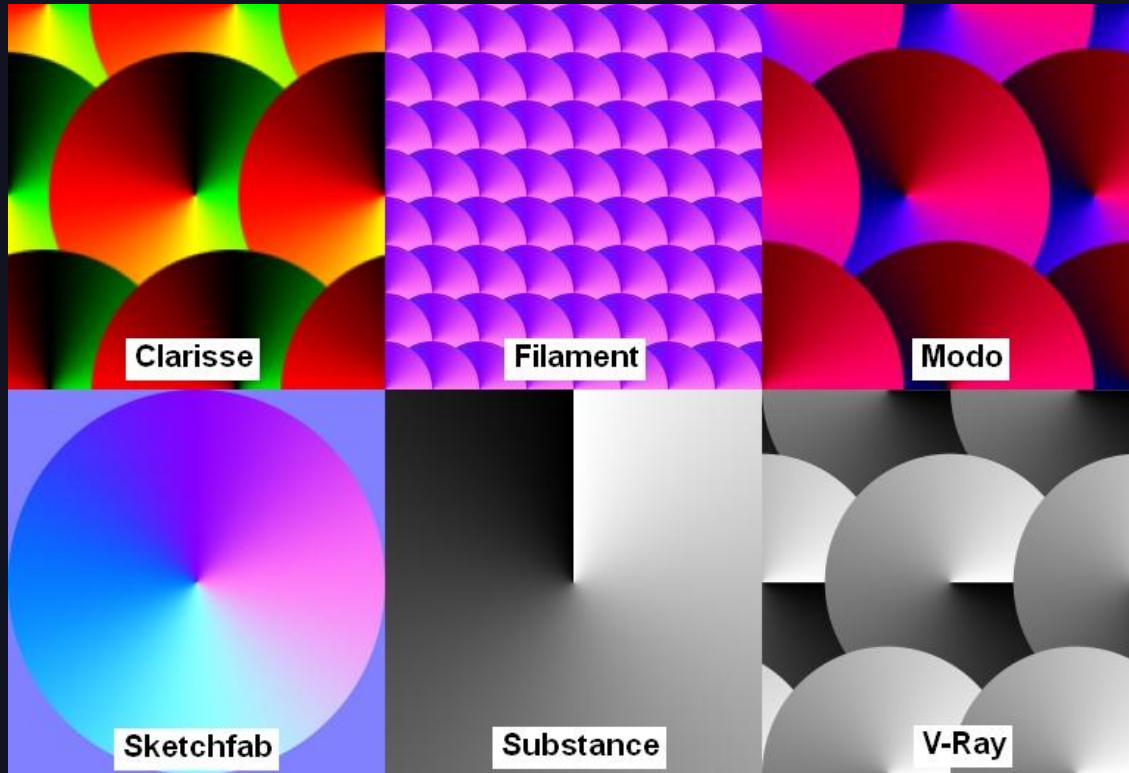 Clarisse
Filament
Modo
Sketchfab
Substance
V-Ray